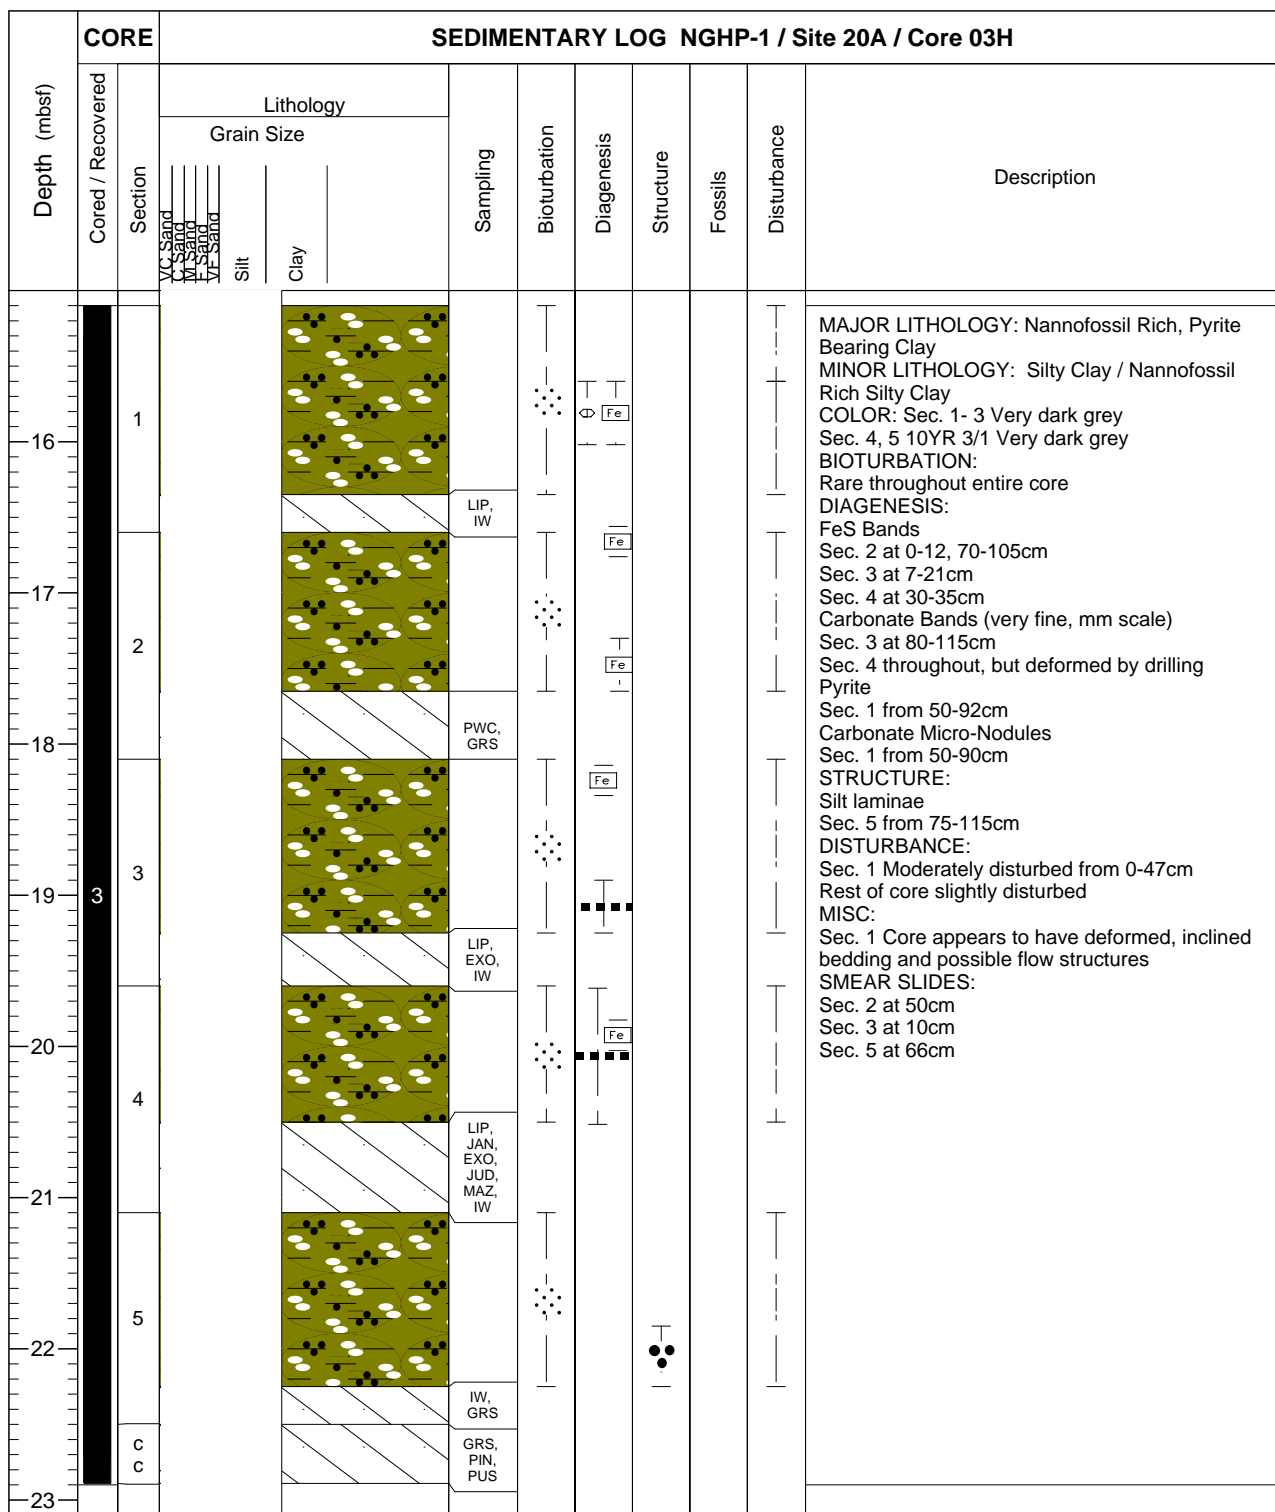 CORE
SEDIMENTARY LOG NGHP-1 / Site 20A / Core 03H
Depth (mbsf)
Cored / Recovered
Section
Lithology
Grain Size
VC Sand
C Sand
M Sand
F Sand
VF Sand
Silt
Clay
Sampling
Bioturbation
Diagenesis
Structure
Fossils
Disturbance
Description
MAJOR LITHOLOGY: Nannofossil Rich, Pyrite
Bearing Clay
MINOR LITHOLOGY: Silty Clay / Nannofossil
Rich Silty Clay
COLOR: Sec. 1- 3 Very dark grey
Sec. 4, 5 10YR 3/1 Very dark grey
BIOTURBATION:
Rare throughout entire core
DIAGENESIS:
FeS Bands
Sec. 2 at 0-12, 70-105cm
Sec. 3 at 7-21cm
Sec. 4 at 30-35cm
Carbonate Bands (very fine, mm scale)
Sec. 3 at 80-115cm
Sec. 4 throughout, but deformed by drilling
Pyrite
Sec. 1 from 50-92cm
Carbonate Micro-Nodules
Sec. 1 from 50-90cm
STRUCTURE:
Silt laminae
Sec. 5 from 75-115cm
DISTURBANCE:
Sec. 1 Moderately disturbed from 0-47cm
Rest of core slightly disturbed
MISC:
Sec. 1 Core appears to have deformed, inclined
bedding and possible flow structures
SMEAR SLIDES:
Sec. 2 at 50cm
Sec. 3 at 10cm
Sec. 5 at 66cm
16
17
18
19
20
21
22
23
3
1
2
3
4
5
c
c
LIP,
IW
PWC,
GRS
LIP,
EXO,
IW
LIP,
JAN,
EXO,
JUD,
MAZ,
IW
IW,
GRS
GRS,
PIN,
PUS
Fe
Fe
Fe
Fe
Fe